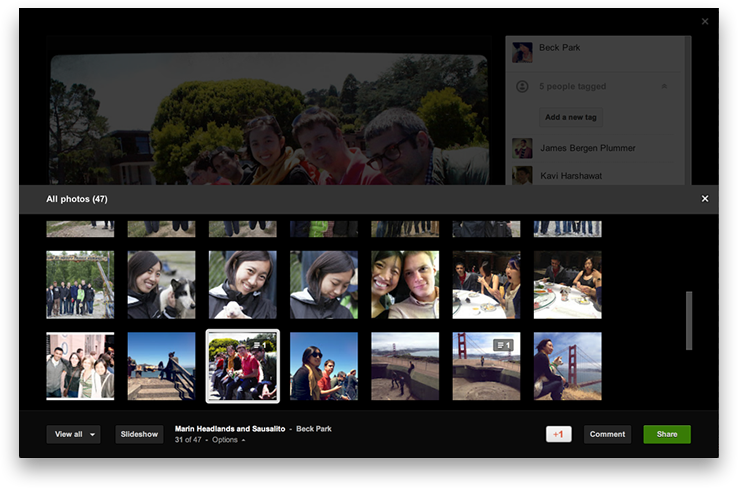 Beck Park
5 people tagged
Add a new tag
James Bergen Plummer
Kavi Harshawat
All photos (47)
1
1
View all
Slideshow
Marin Headlands and Sausalito - Beck Park
31 of 47 - Options
+1
Comment
Share